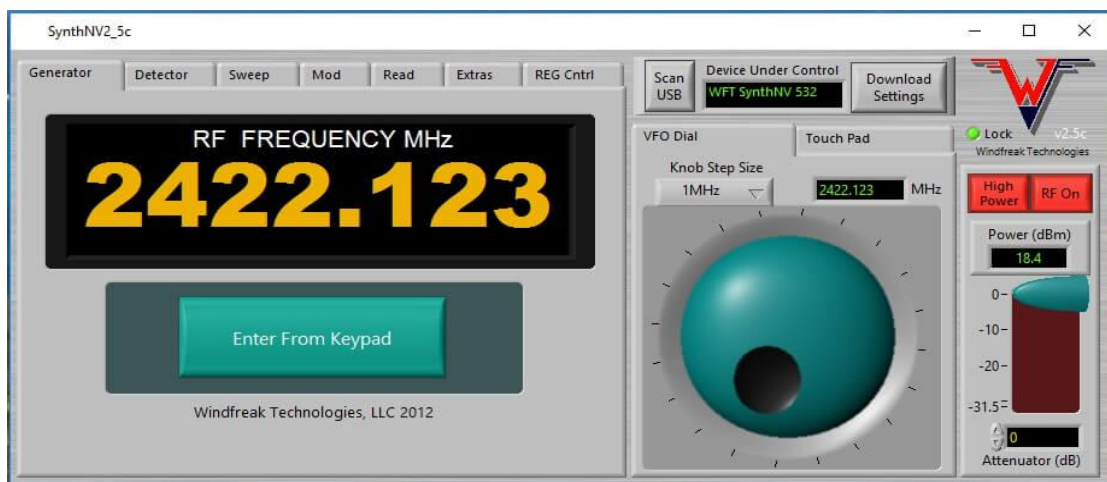 SynthNV2_5c
Generator
Detector
Sweep
Mod
Read
Extras
REG Cntrl
RF FREQUENCY MHz
2422.123
Enter From Keypad
Windfreak Technologies, LLC 2012
Scan
USB
Device Under Control
WFT SynthNV 532
Download
Settings
VFO Dial
Touch Pad
Knob Step Size
1MHz
2422.123 MHz
W
Lock
v2.5c
Windfreak Technologies
High
Power
RF On
Power (dBm)
18.4
0-
-10-
-20-
-31.5-
0
Attenuator (dB)